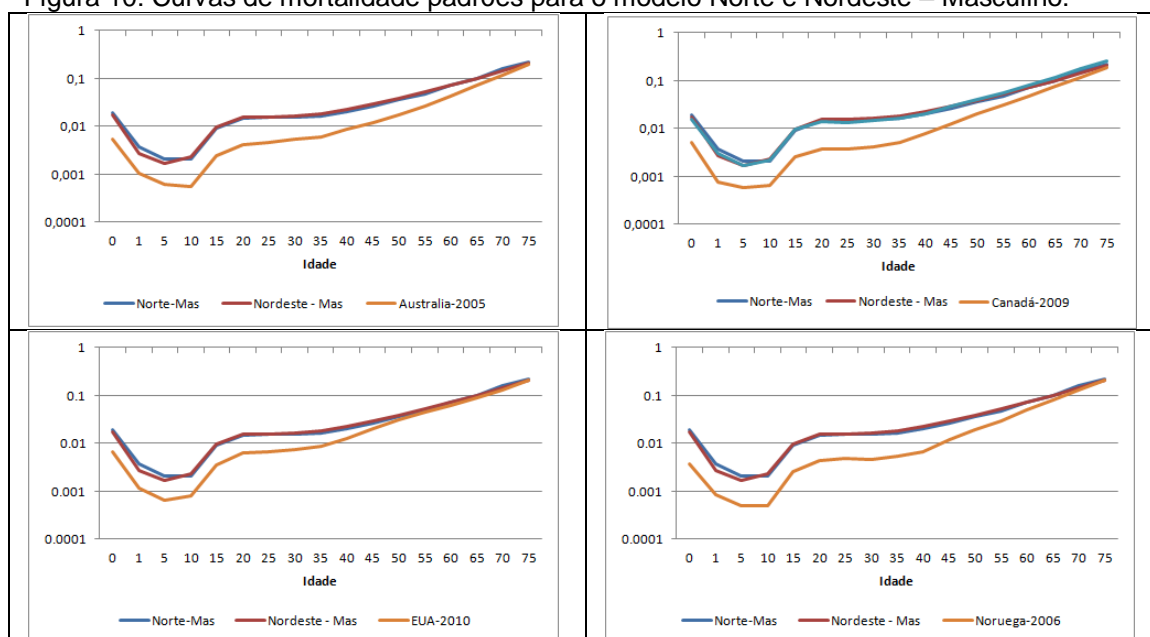 Figura 10: Curvas de mortalidade padrões para o modelo Norte e Nordeste – Masculino.
1
0,1
0,01
0,001
0,0001
0 1 5 10 15 20 25 30 35 40 45 50 55 60 65 70 75
Idade
Norte-Mas Nordeste - Mas Australia-2005
1
0,1
0,01
0,001
0,0001
0 1 5 10 15 20 25 30 35 40 45 50 55 60 65 70 75
Idade
Norte-Mas Nordeste - Mas Canadá-2009
1
0.1
0.01
0.001
0.0001
0 1 5 10 15 20 25 30 35 40 45 50 55 60 65 70 75
Idade
Norte-Mas Nordeste - Mas EUA-2010
1
0.1
0.01
0.001
0.0001
0 1 5 10 15 20 25 30 35 40 45 50 55 60 65 70 75
Idade
Norte-Mas Nordeste - Mas Noruega-2006